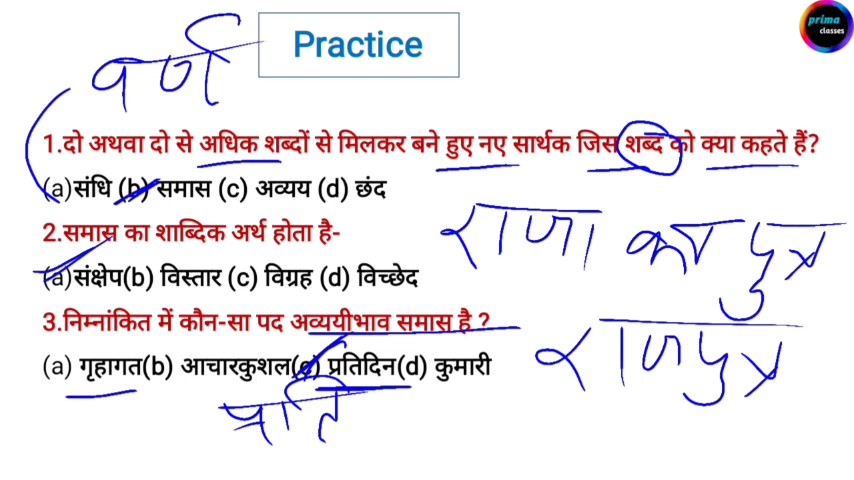 prima
classes
Practice
वर्ण
1.दो अथवा दो से अधिक शब्दों से मिलकर बने हुए नए सार्थक जिस शब्द को क्या कहते हैं?
(a)संधि (b) समास (c) अव्यय (d) छंद
2.समास का शाब्दिक अर्थ होता है-
राजा का पुत्र
(a)संक्षेप(b) विस्तार (c) विग्रह (d) विच्छेद
3.निम्नांकित में कौन-सा पद अव्ययीभाव समास है ?
राजपुत्र
(a) गृहागत(b) आचारकुशल(c) प्रतिदिन(d) कुमारी
प्रति